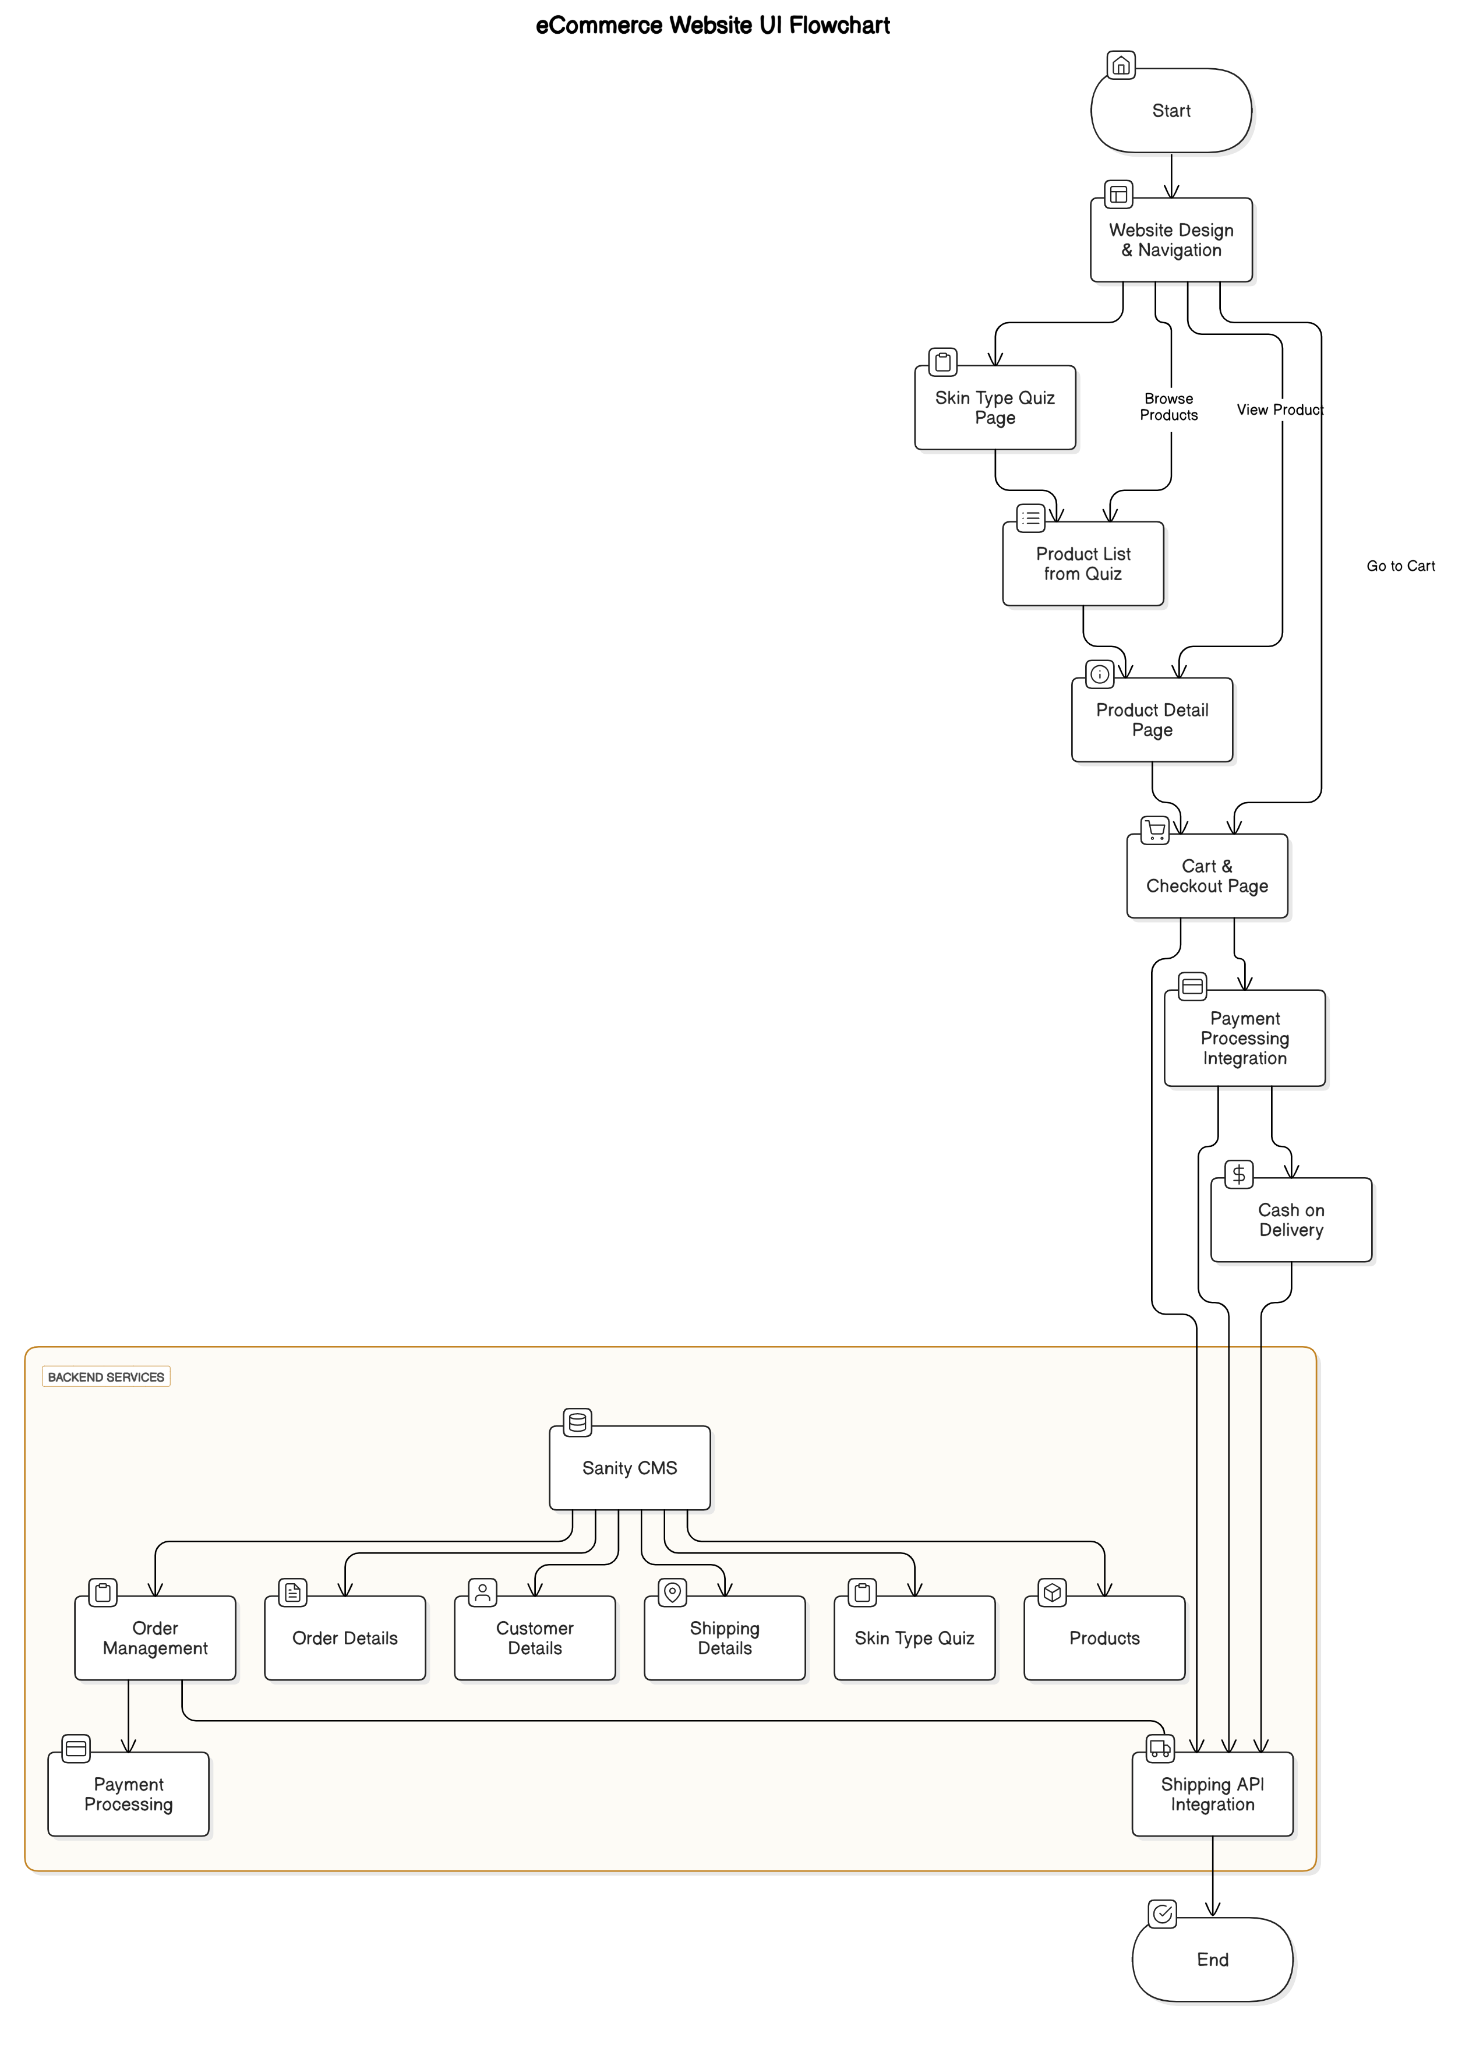 eCommerce Website UI Flowchart
Start
Website Design
& Navigation
Skin Type Quiz
Page
Browse
Products
View Product
Product List
from Quiz
Go to Cart
Product Detail
Page
Cart &
Checkout Page
Payment
Processing
Integration
$
Cash on
Delivery
BACKEND SERVICES
Sanity CMS
Order
Management
Order Details
Customer
Details
Shipping
Details
Skin Type Quiz
Products
Payment
Processing
Shipping API
Integration
End